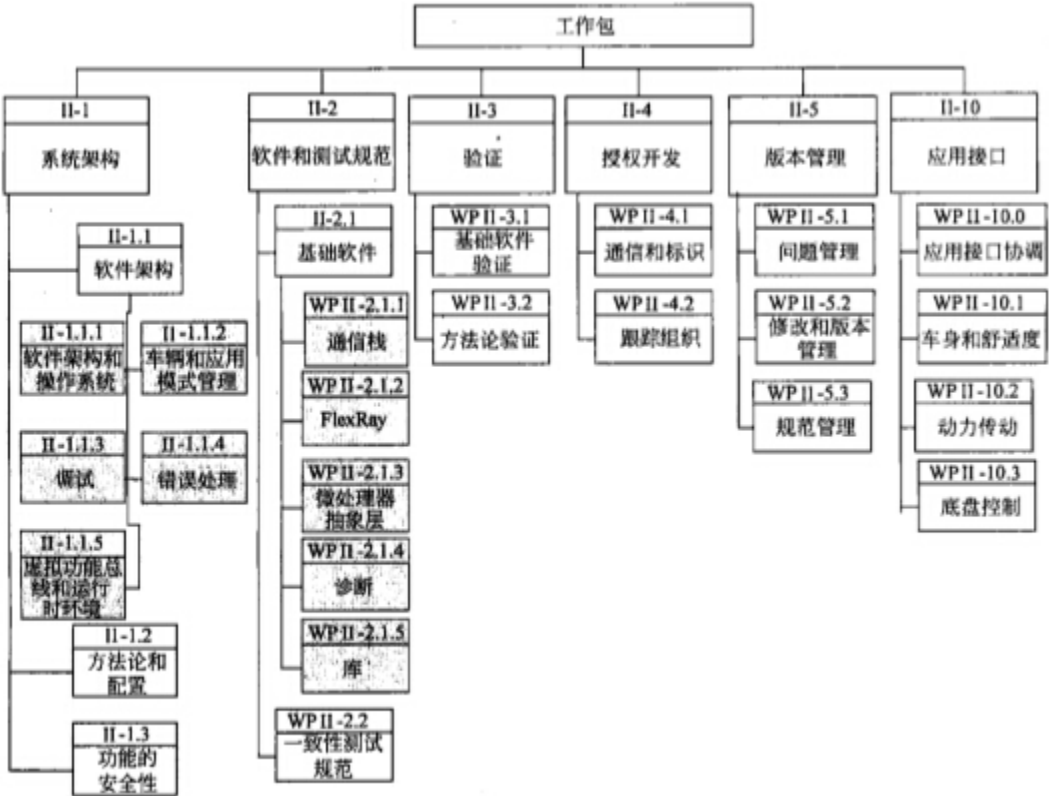 工作包
II-1
系统架构
II-1.1
软件架构
II-1.1.1
软件架构和
操作系统
II-1.1.2
车辆和应用
模式管理
II-1.1.3
调试
II-1.1.4
错误处理
II-1.1.5
虚拟功能总
线和运行
时环境
II-1.2
方法论和
配置
II-1.3
功能的
安全性
II-2
软件和测试规范
II-2.1
基础软件
WP II-2.1.1
通信栈
WP II-2.1.2
FlexRay
WP II-2.1.3
微处理器
抽象层
WP II-2.1.4
诊断
WP II-2.1.5
库
WP II-2.2
一致性测试
规范
II-3
验证
WP II-3.1
基础软件
验证
WP II-3.2
方法论验证
II-4
授权开发
WP II-4.1
通信和标识
WP II-4.2
跟踪组织
II-5
版本管理
WP II-5.1
问题管理
WP II-5.2
修改和版本
管理
WP II-5.3
规范管理
II-10
应用接口
WP II-10.0
应用接口协调
WP II-10.1
车身和舒适度
WP II-10.2
动力传动
WP II-10.3
底盘控制